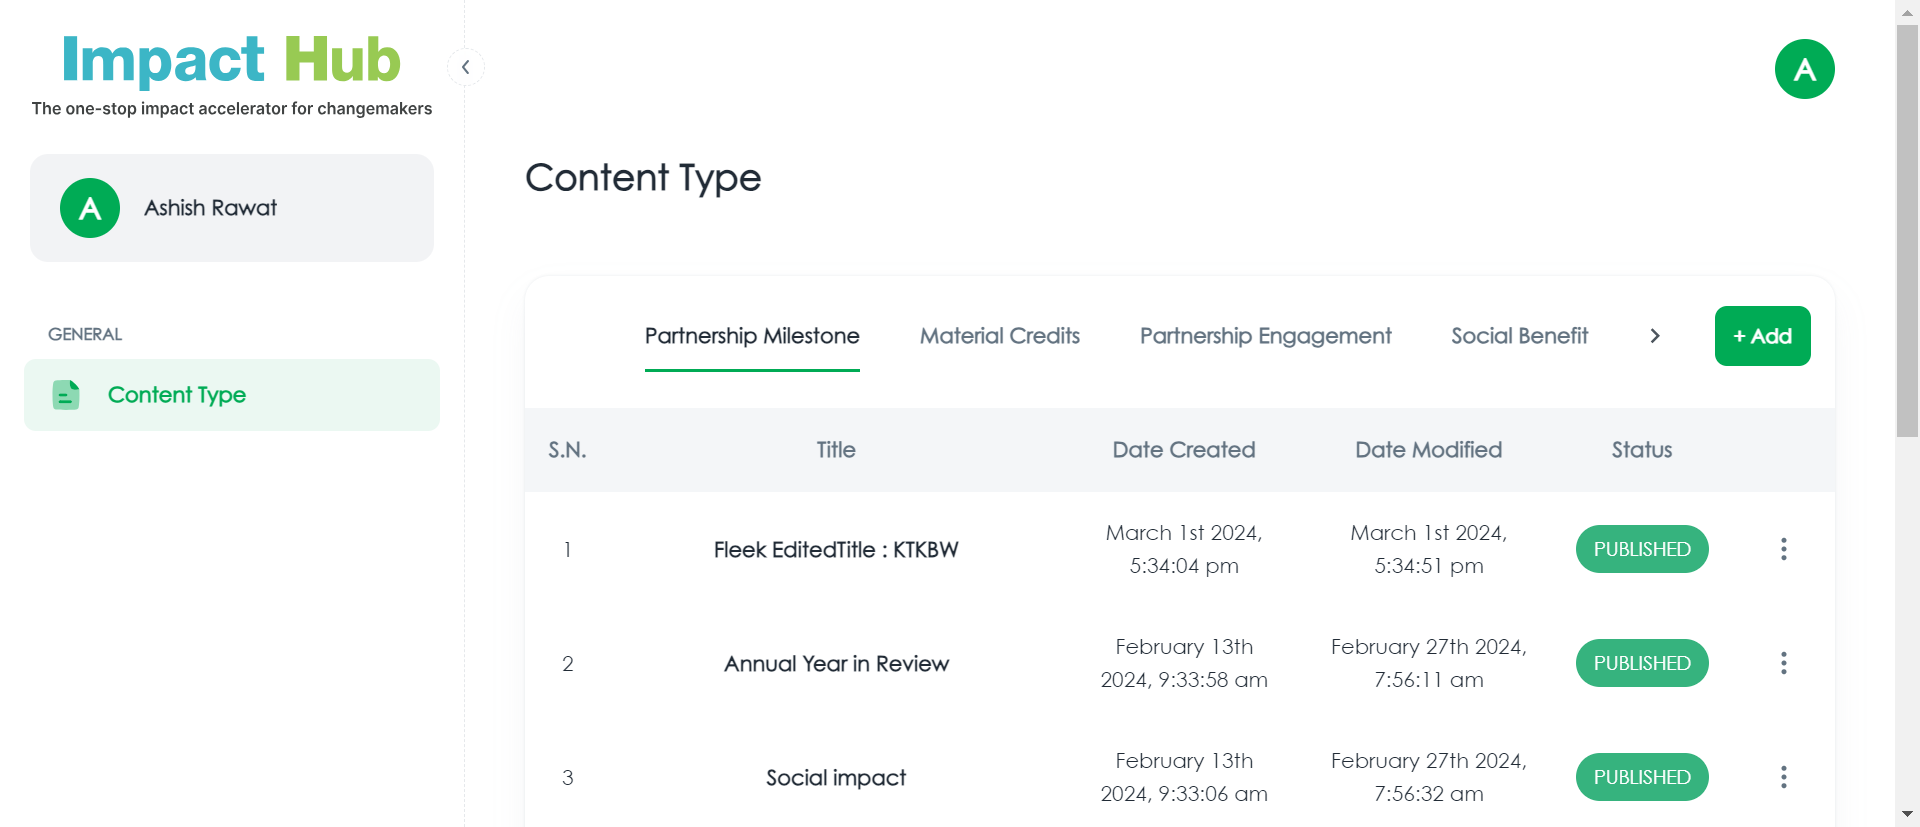 Impact Hub
The one-stop impact accelerator for changemakers
A
A
Ashish Rawat
GENERAL
Content Type
Content Type
Partnership Milestone Material Credits Partnership Engagement Social Benefit + Add
S.N. Title Date Created Date Modified Status
1 Fleek EditedTitle : KTKBW March 1st 2024, 5:34:04 pm March 1st 2024, 5:34:51 pm PUBLISHED
2 Annual Year in Review February 13th 2024, 9:33:58 am February 27th 2024, 7:56:11 am PUBLISHED
3 Social impact February 13th 2024, 9:33:06 am February 27th 2024, 7:56:32 am PUBLISHED